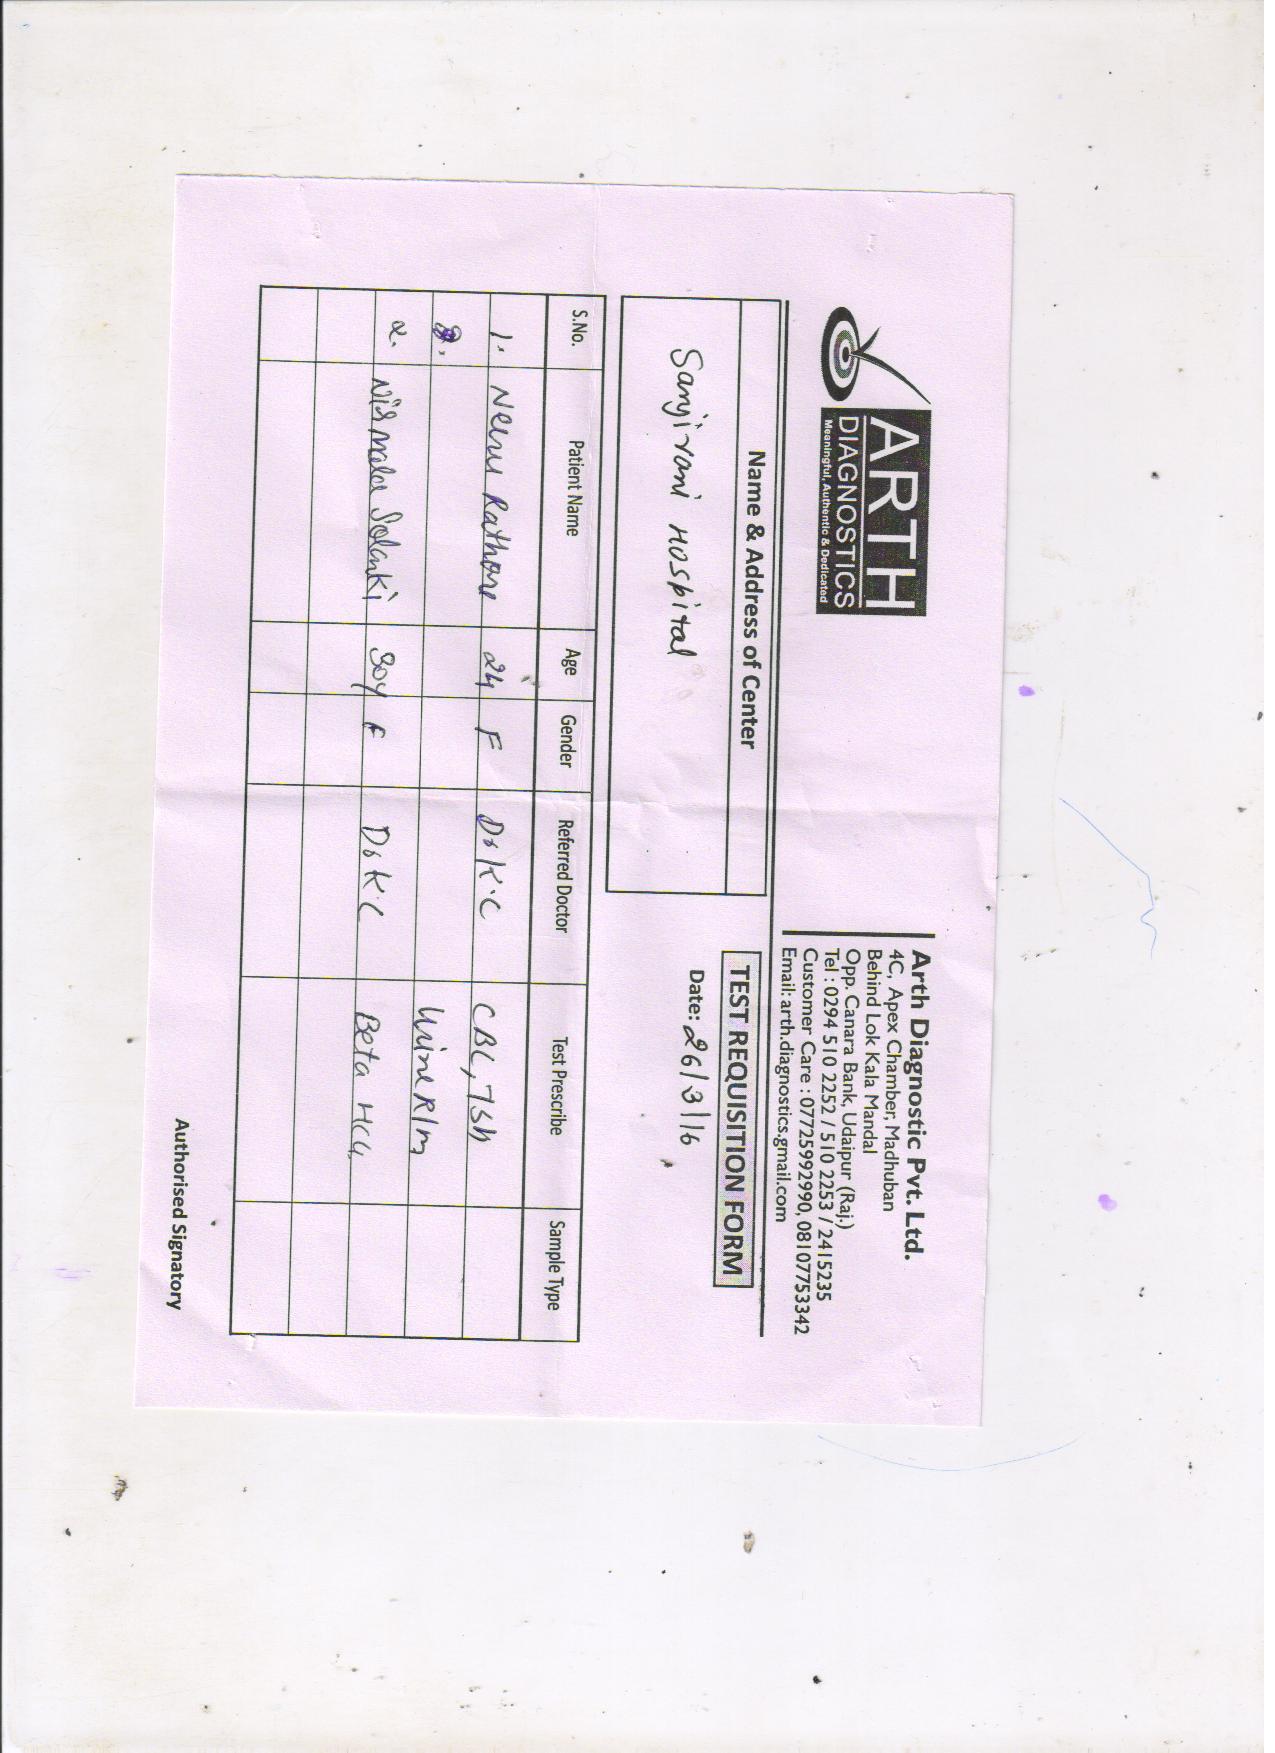 ARTH
DIAGNOSTICS
Meaningful, Authentic & Dedicated
Arth Diagnostic Pvt. Ltd.
4C, Apex Chamber, Madhuban
Behind Lok Kala Mandal
Opp. Canara Bank, Udaipur (Raj.)
Tel : 0294 510 2252 / 510 2253 / 2415235
Customer Care : 07725992990, 08107753342
Email: arth.diagnostics.gmail.com
Name & Address of Center
Sanjivani Hospital
TEST REQUISITION FORM
Date: 26/3/16
S.No. Patient Name Age Gender Referred Doctor Test Prescribe Sample Type
1. Neeru Rathore 24 F Dr K.C CBC, TSH
Urine R/M
2. Nirmala Solanki 30y F Dr K.C Beta HCG
Authorised Signatory